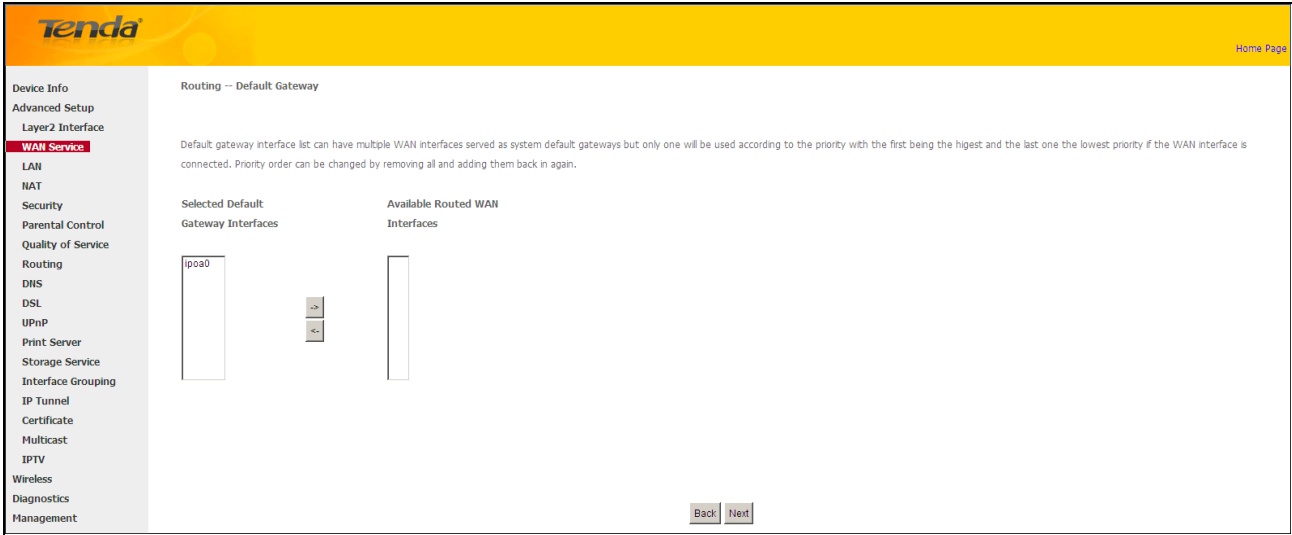 Tenda®
Home Page
Device Info
Advanced Setup
Layer2 Interface
WAN Service
LAN
NAT
Security
Parental Control
Quality of Service
Routing
DNS
DSL
UPnP
Print Server
Storage Service
Interface Grouping
IP Tunnel
Certificate
Multicast
IPTV
Wireless
Diagnostics
Management
Routing -- Default Gateway
Default gateway interface list can have multiple WAN interfaces served as system default gateways but only one will be used according to the priority with the first being the higest and the last one the lowest priority if the WAN interface is
connected. Priority order can be changed by removing all and adding them back in again.
Selected Default
Gateway Interfaces
Available Routed WAN
Interfaces
ipoa0
->
<-
Back Next